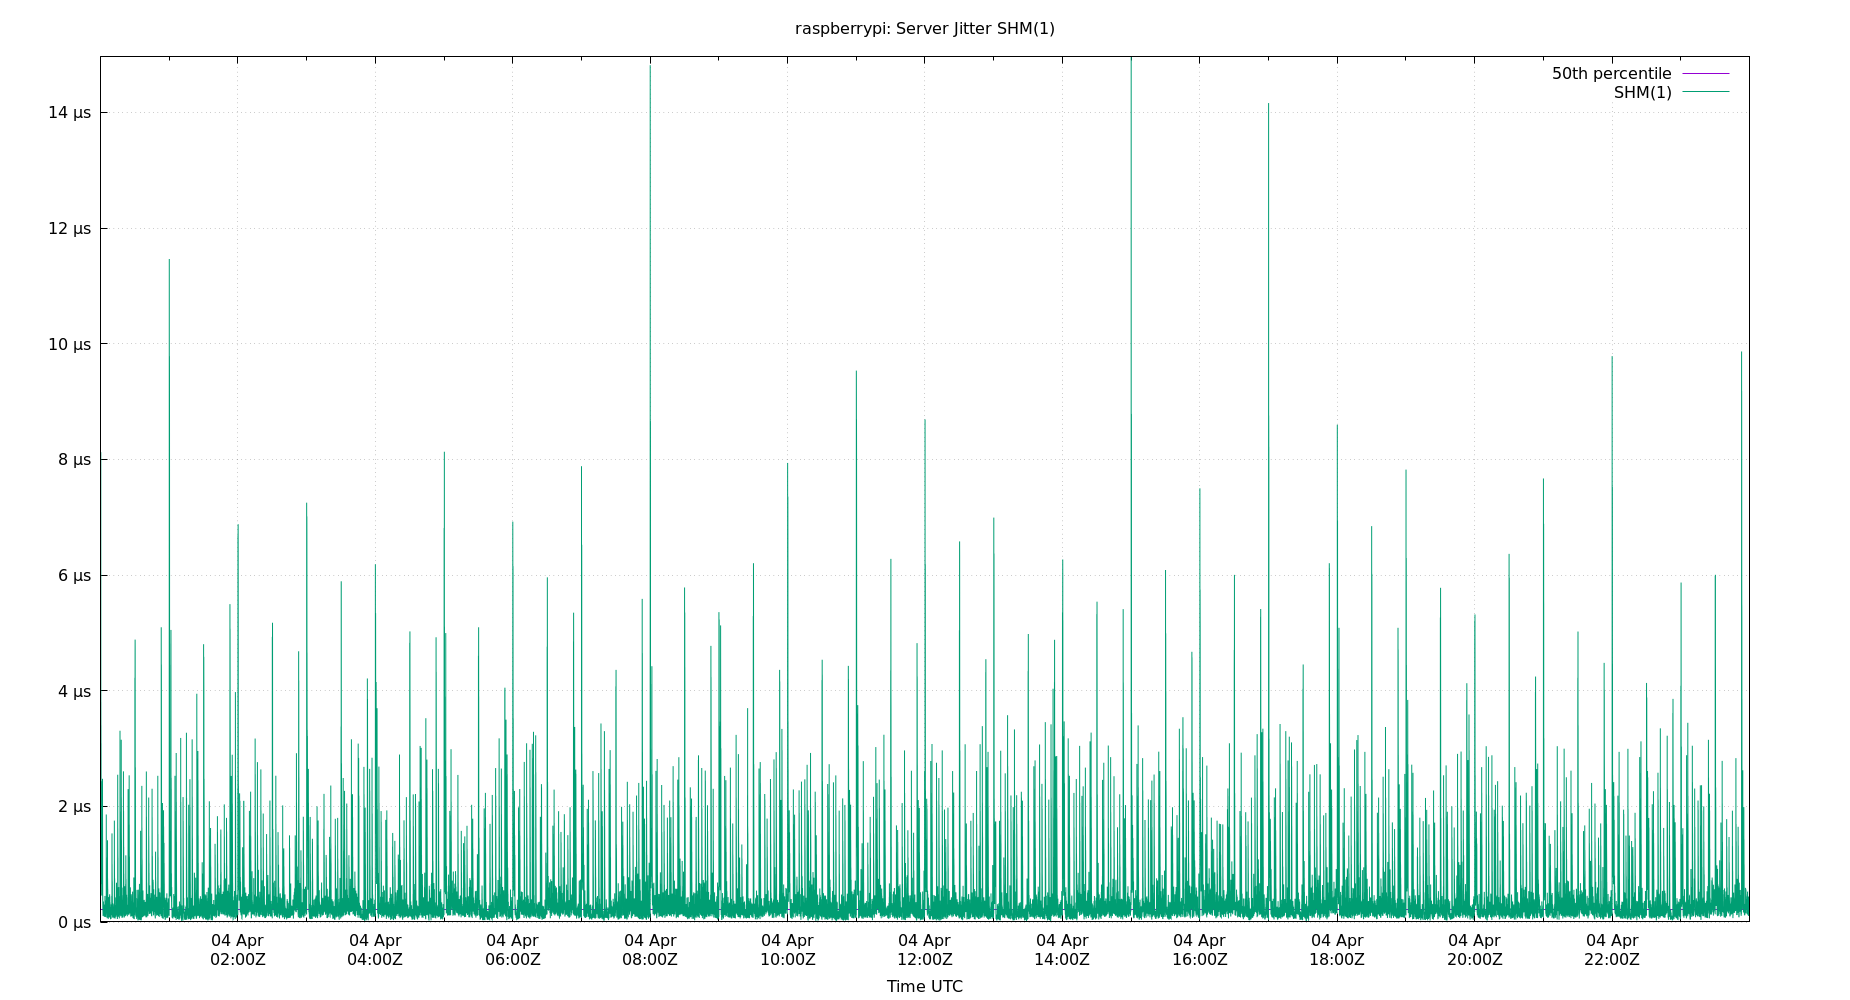 raspberrypi: Server Jitter SHM(1)
50th percentile
SHM(1)
14 µs
12 µs
10 µs
8 µs
6 µs
4 µs
2 µs
0 µs
04 Apr 04 Apr 04 Apr 04 Apr 04 Apr 04 Apr 04 Apr 04 Apr 04 Apr 04 Apr 04 Apr
02:00Z 04:00Z 06:00Z 08:00Z 10:00Z 12:00Z 14:00Z 16:00Z 18:00Z 20:00Z 22:00Z
Time UTC